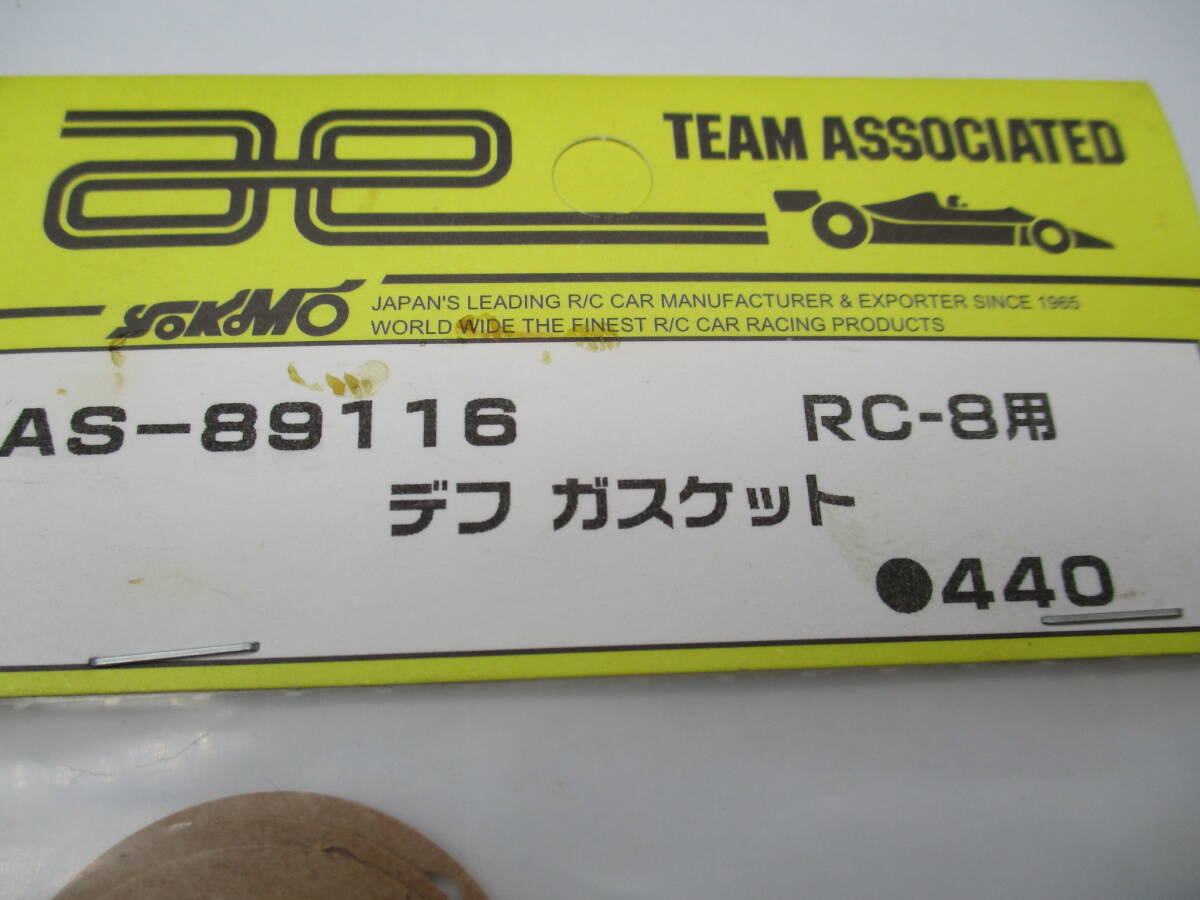 ae TEAM ASSOCIATED
YOKOMO
JAPAN'S LEADING R/C CAR MANUFACTURER & EXPORTER SINCE 1965
WORLD WIDE THE FINEST R/C CAR RACING PRODUCTS
AS-89116 RC-8用
デフ ガスケット
●440